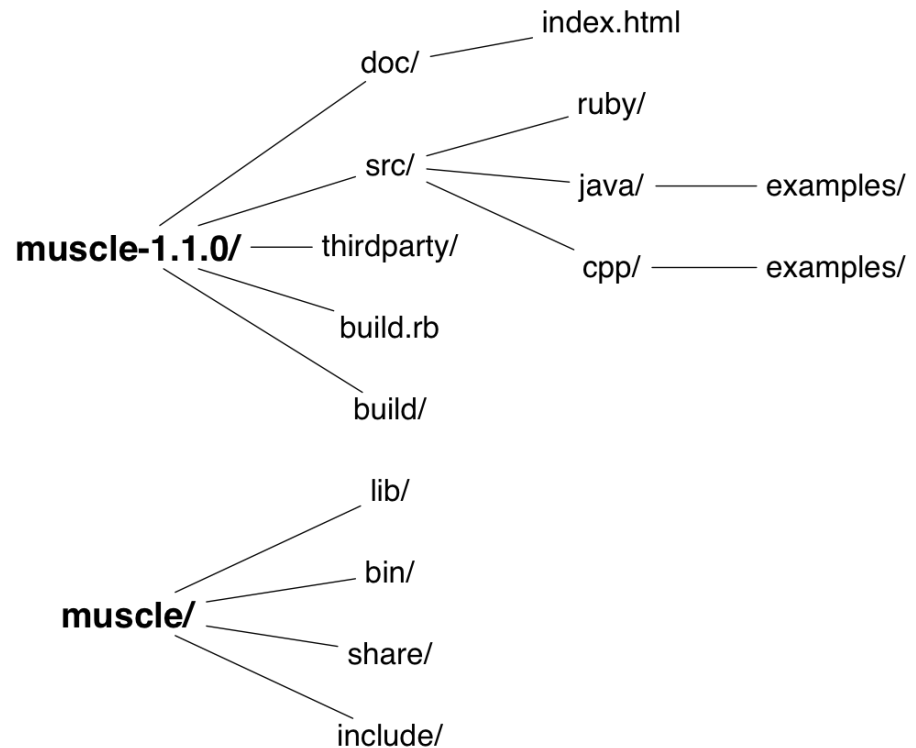 index.html
doc/
ruby/
src/
java/ examples/
muscle-1.1.0/ thirdparty/
cpp/ examples/
build.rb
build/
lib/
bin/
muscle/
share/
include/